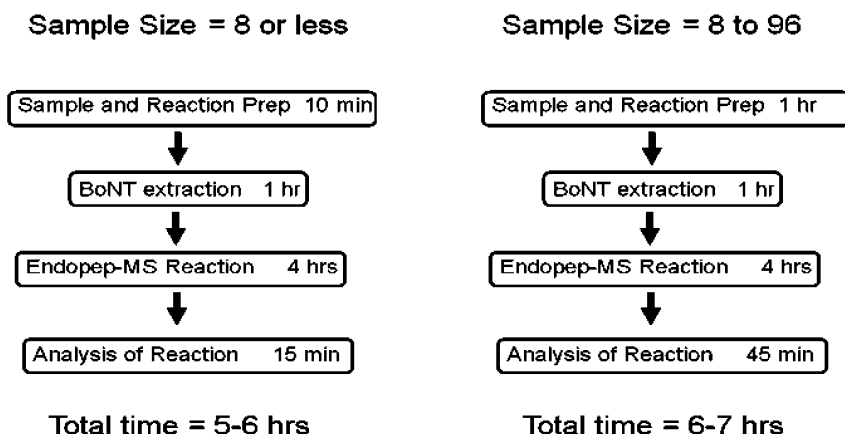 Sample Size = 8 or less
Sample and Reaction Prep 10 min
BoNT extraction 1 hr
Endopep-MS Reaction 4 hrs
Analysis of Reaction 15 min
Total time = 5-6 hrs
Sample Size = 8 to 96
Sample and Reaction Prep 1 hr
BoNT extraction 1 hr
Endopep-MS Reaction 4 hrs
Analysis of Reaction 45 min
Total time = 6-7 hrs